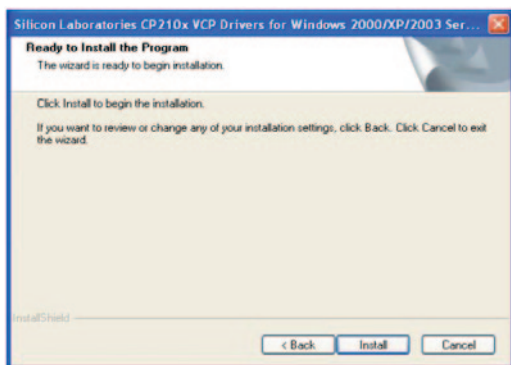 Silicon Laboratories CP210x VCP Drivers for Windows 2000/XP/2003 Ser...
Ready to Install the Program
The wizard is ready to begin installation.
Click Install to begin the installation.
If you want to review or change any of your installation settings, click Back. Click Cancel to exit
the wizard.
InstallShield
< Back
Install
Cancel